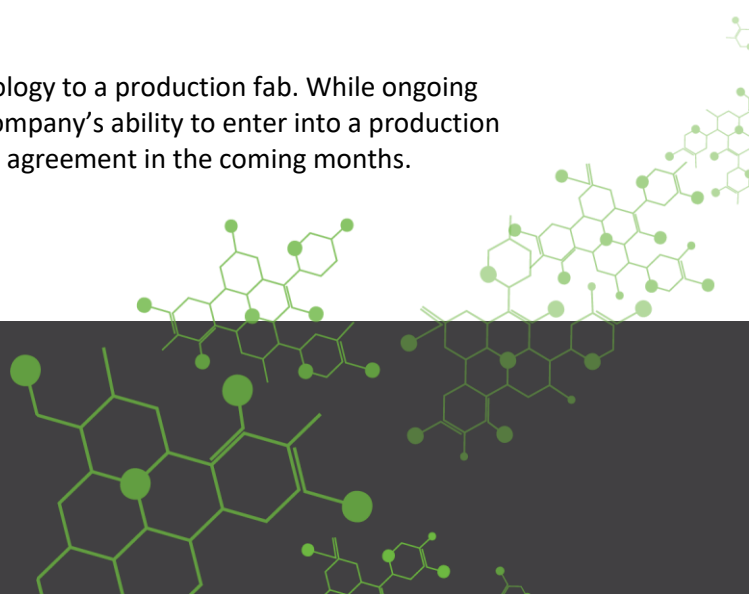 ology to a production fab. While ongoing
ompany’s ability to enter into a production
agreement in the coming months.